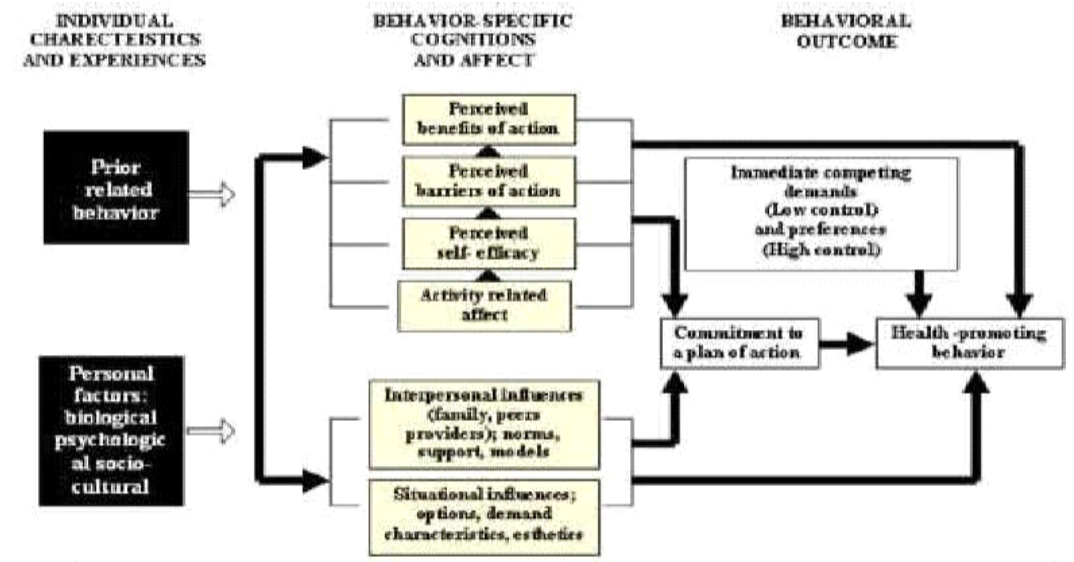 INDIVIDUAL
CHARECTEISTICS
AND EXPERIENCES
BEHAVIOR-SPECIFIC
COGNITIONS
AND AFFECT
BEHAVIORAL
OUTCOME
Prior
related
behavior
Perceived
benefits of action
Perceived
barriers of action
Perceived
self- efficacy
Activity related
affect
Immediate competing
demands
(Low control)
and preferences
(High control)
Commitment to
a plan of action
Health -promoting
behavior
Personal
factors:
biological
psychologic
al socio-
cultural
Interpersonal influences
(family, peers
providers); norms,
support, models
Situational influences;
options, demand
characteristics, esthetics